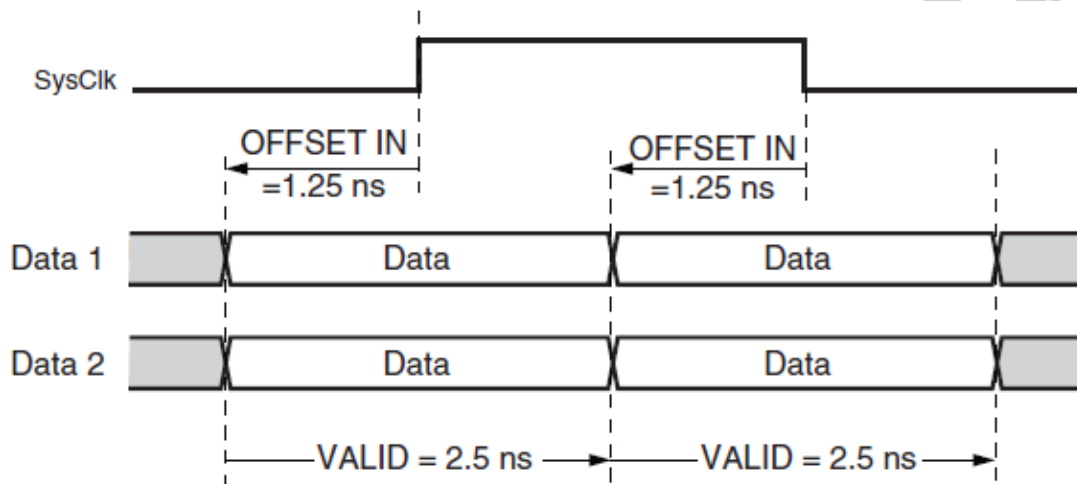 SysClk
OFFSET IN
=1.25 ns
OFFSET IN
=1.25 ns
Data 1
Data
Data
Data 2
Data
Data
VALID = 2.5 ns
VALID = 2.5 ns